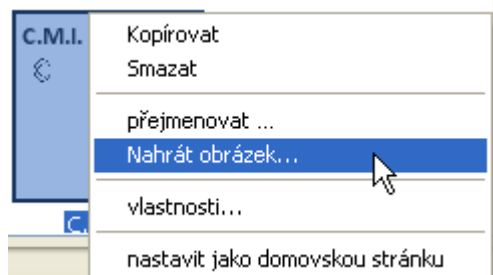 C.M.I.
Kopírovat
Smazat
přejmenovat ...
Nahrát obrázek...
vlastnosti...
C.
nastavit jako domovskou stránku